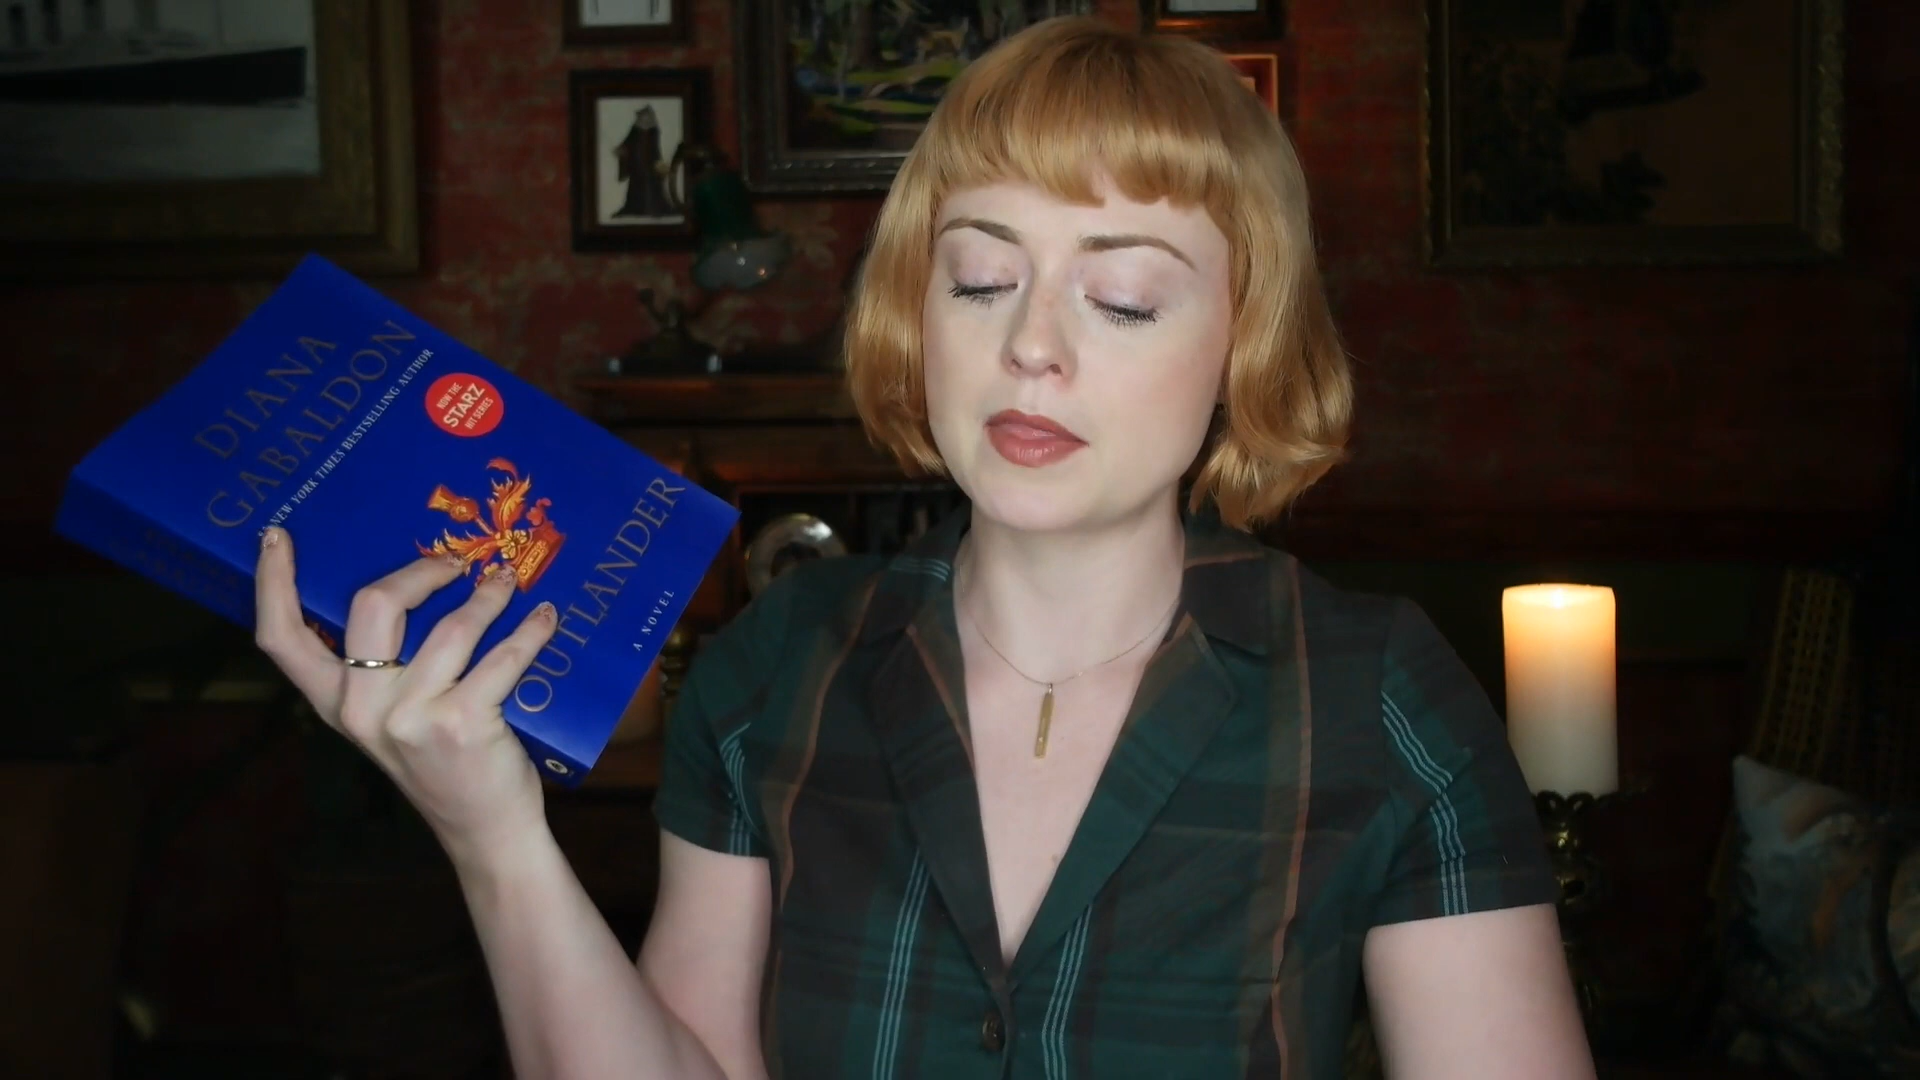 DIANA
GABALDON
NEW YORK TIMES BESTSELLING AUTHOR
NOW THE
STARZ
HIT SERIES
OUTLANDER
A NOVEL